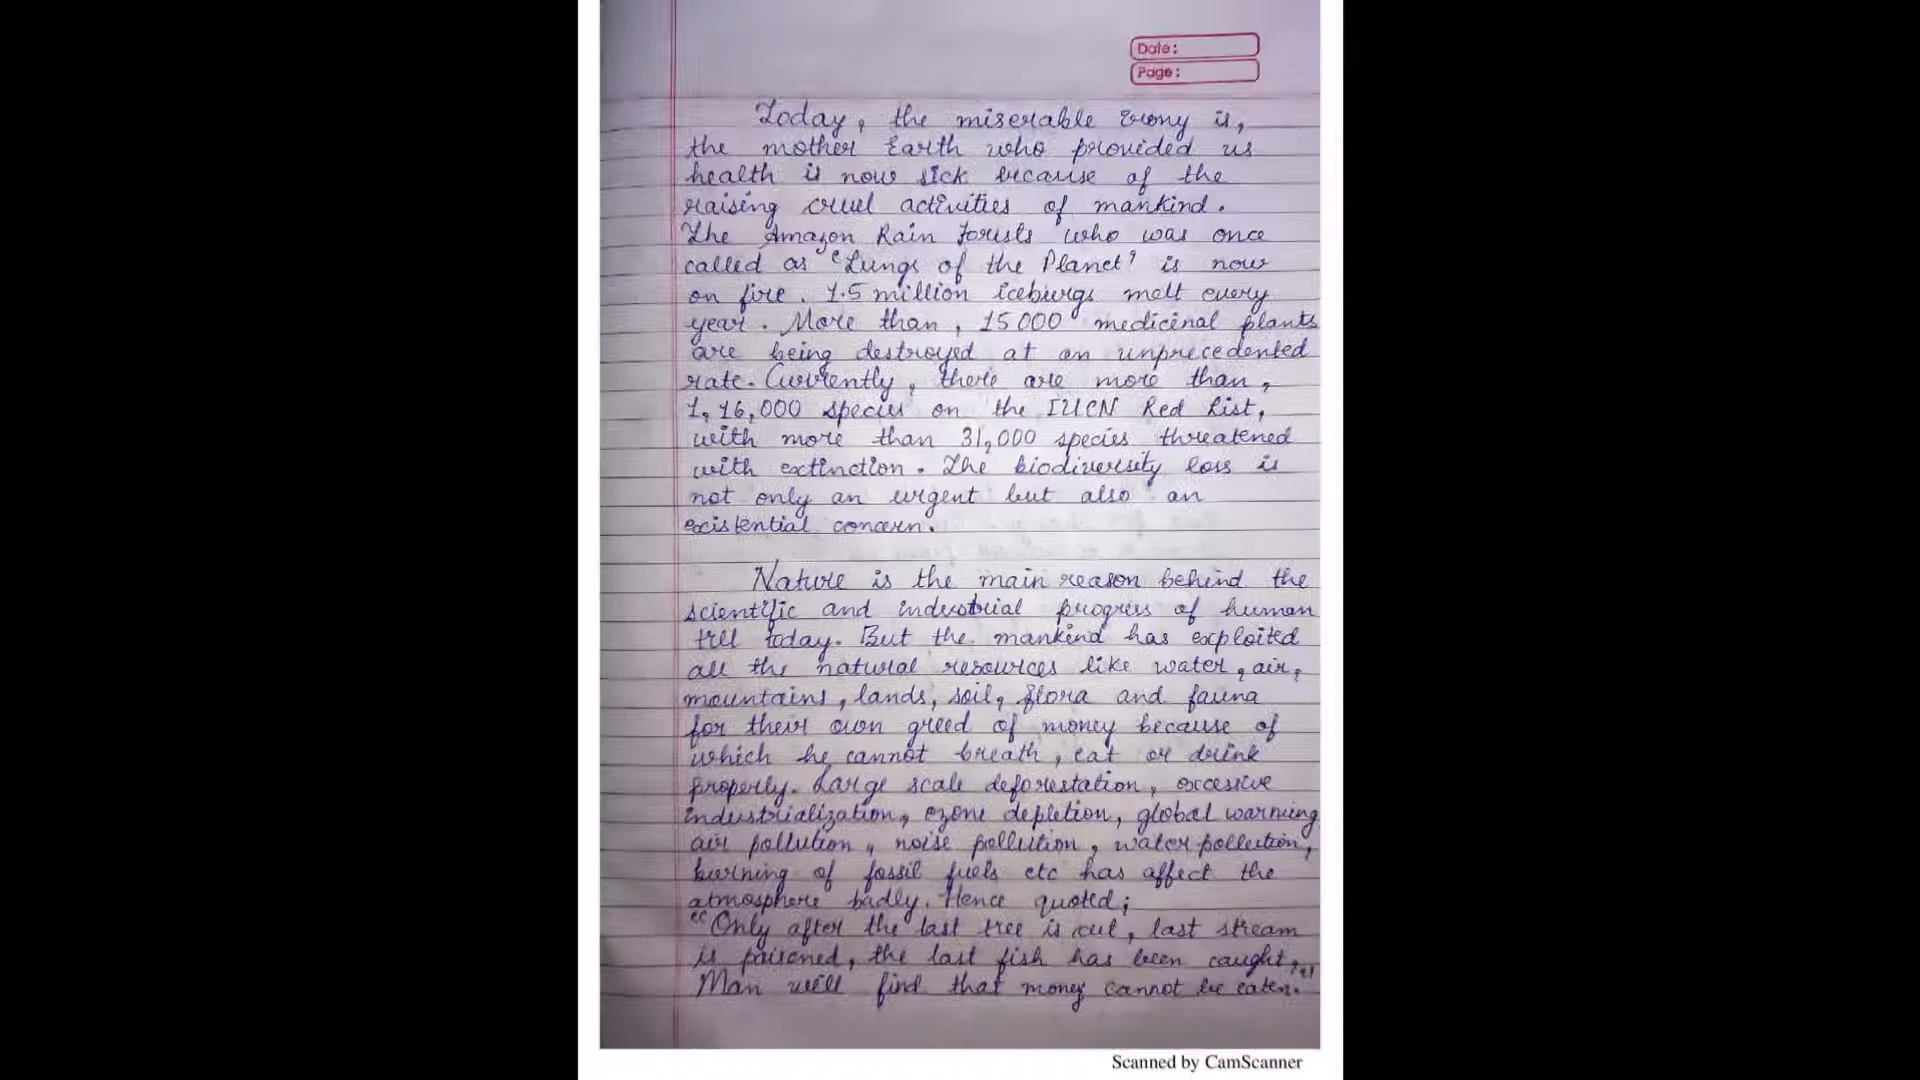 Date:
Page:
Today, the miserable irony is,
the mother Earth who provided us
health is now sick because of the
raising cruel activities of mankind.
The Amazon Rain Forists who was once
called as "Lungs of the Planet" is now
on fire. 1.5 million iceburgs melt every
year. More than, 15000 medicinal plants
are being destroyed at an unprecedented
rate. Currently, there are more than,
1,16,000 species on the IUCN Red List,
with more than 31,000 species threatened
with extinction. The biodiversity loss is
not only an urgent but also an
existential concern.
Nature is the main reason behind the
scientific and industrial progress of human
till today. But the mankind has exploited
all the natural resources like water, air,
mountains, lands, soil, flora and fauna
for their own greed of money because of
which he cannot breath, eat or drink
properly. Large scale deforestation, excessive
industrialization, ozone depletion, global warning
air pollution, noise pollution, water pollution,
burning of fossil fuels etc has affect the
atmosphere badly. Hence quoted;
"Only after the last tree is cut, last stream
is poisoned, the last fish has been caught,
Man will find that money cannot be eaten."
Scanned by CamScanner